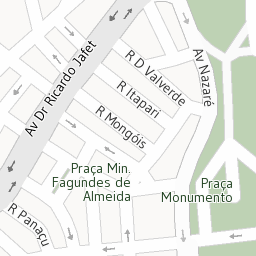 R D Valverde
Av Nazaré
R Itapari
Av Dr Ricardo Jafet
R Mongóis
Praça Min.
Fagundes de
Almeida
Praça
Monumento
R Panaçu